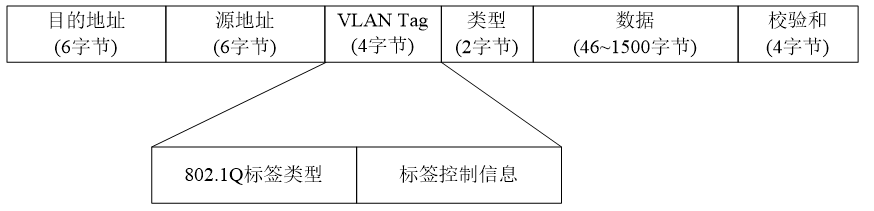 目的地址
(6字节)
源地址
(6字节)
VLAN Tag
(4字节)
类型
(2字节)
数据
(46~1500字节)
校验和
(4字节)
802.1Q标签类型
标签控制信息